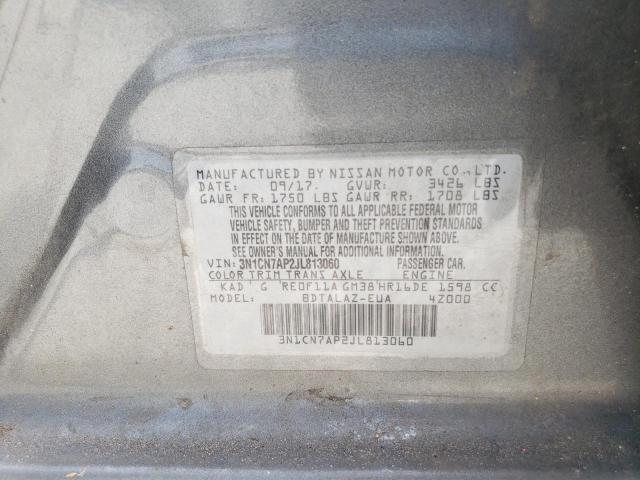 MANUFACTURED BY NISSAN MOTOR CO., LTD.
DATE: 09/17. GVWR: 3426 LBS
GAWR FR: 1750 LBS GAWR RR: 1708 LBS
THIS VEHICLE CONFORMS TO ALL APPLICABLE FEDERAL MOTOR
VEHICLE SAFETY, BUMPER AND THEFT PREVENTION STANDARDS
IN EFFECT ON THE DATE OF MANUFACTURE SHOWN ABOVE.
SEE OWNER'S MANUAL FOR ADDITIONAL INFORMATION.
VIN: 3N1CN7AP2JL813060 PASSENGER CAR.
COLOR TRIM TRANS AXLE ENGINE
KAD G RE0F11A GM38 HR16DE 1598 CC
MODEL: BDTALAZ-EUA 4Z000
3N1CN7AP2JL813060